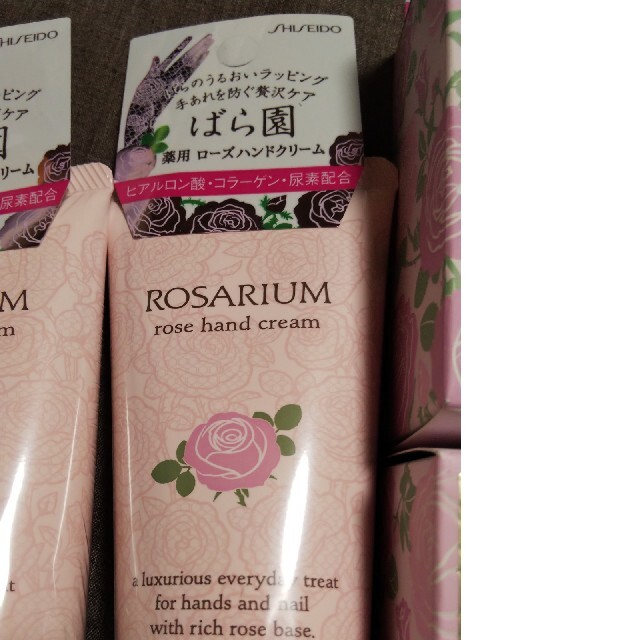 SHISEIDO
ピング
ケア
園
クリーム
尿素配合
M
m
SHISEIDO
らのうるおいラッピング
手あれを防ぐ贅沢ケア
ばら園
薬用 ローズハンドクリーム
ヒアルロン酸・コラーゲン・尿素配合
ROSARIUM
rose hand cream
a luxurious everyday treat
for hands and nail
with rich rose base.